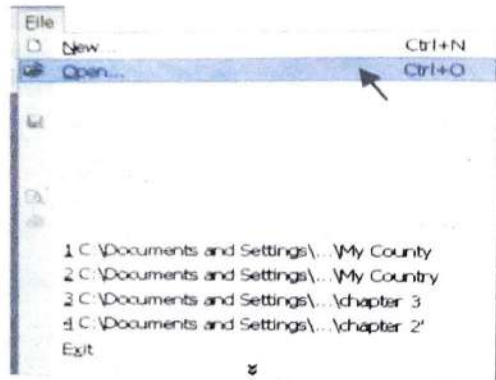 File
New... Ctrl+N
Open... Ctrl+O
1 C:\Documents and Settings\...\My County
2 C:\Documents and Settings\...\My Country
3 C:\Documents and Settings\...\chapter 3
4 C:\Documents and Settings\...\chapter 2'
Exit